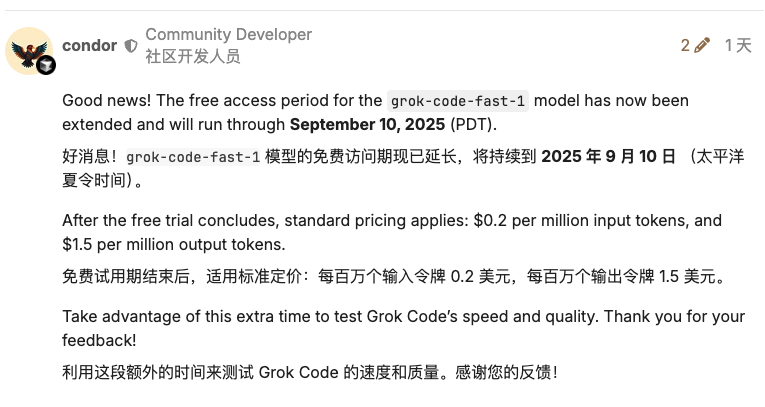 condor
Community Developer
社区开发人员
2
1 天
Good news! The free access period for the grok-code-fast-1 model has now been
extended and will run through September 10, 2025 (PDT).
好消息！grok-code-fast-1 模型的免费访问期现已延长，将持续到 2025 年 9 月 10 日 （太平洋
夏令时间）。
After the free trial concludes, standard pricing applies: $0.2 per million input tokens, and
$1.5 per million output tokens.
免费试用期结束后，适用标准定价：每百万个输入令牌 0.2 美元，每百万个输出令牌 1.5 美元。
Take advantage of this extra time to test Grok Code’s speed and quality. Thank you for your
feedback!
利用这段额外的时间来测试 Grok Code 的速度和质量。感谢您的反馈！